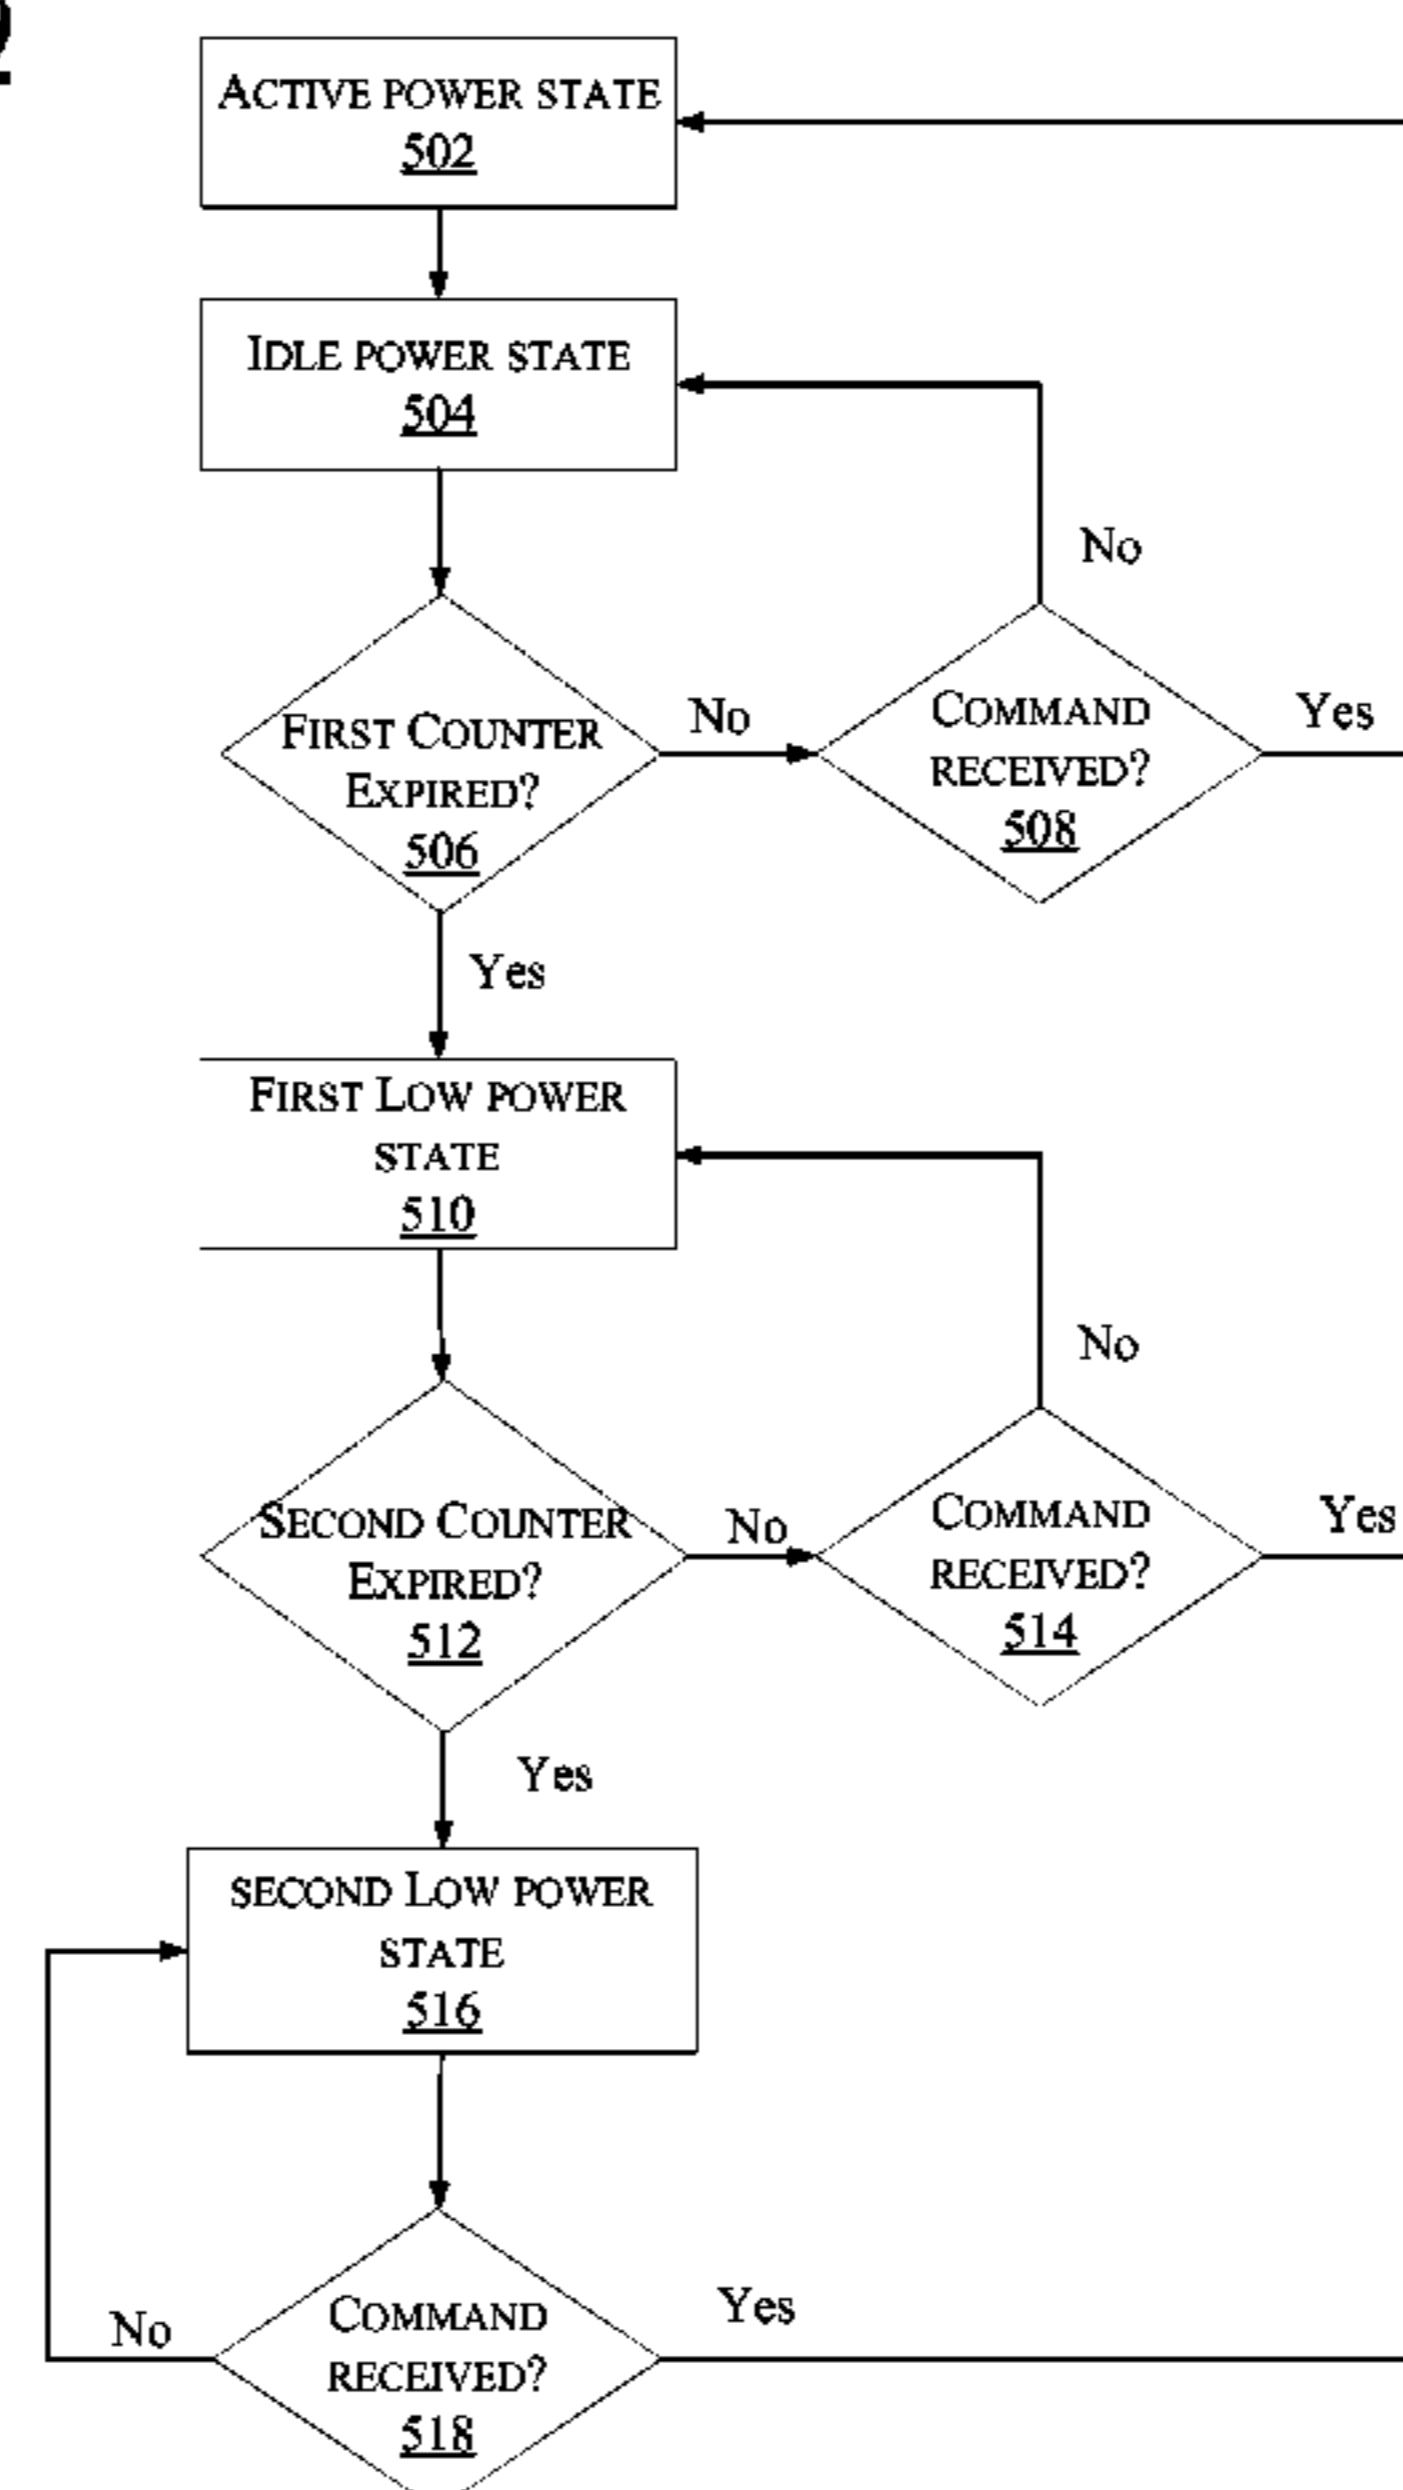 ACTIVE POWER STATE
502
IDLE POWER STATE
504
No
FIRST COUNTER
EXPIRED?
506
No
COMMAND
RECEIVED?
508
Yes
Yes
FIRST LOW POWER
STATE
510
No
SECOND COUNTER
EXPIRED?
512
No
COMMAND
RECEIVED?
514
Yes
Yes
SECOND LOW POWER
STATE
516
No
COMMAND
RECEIVED?
518
Yes